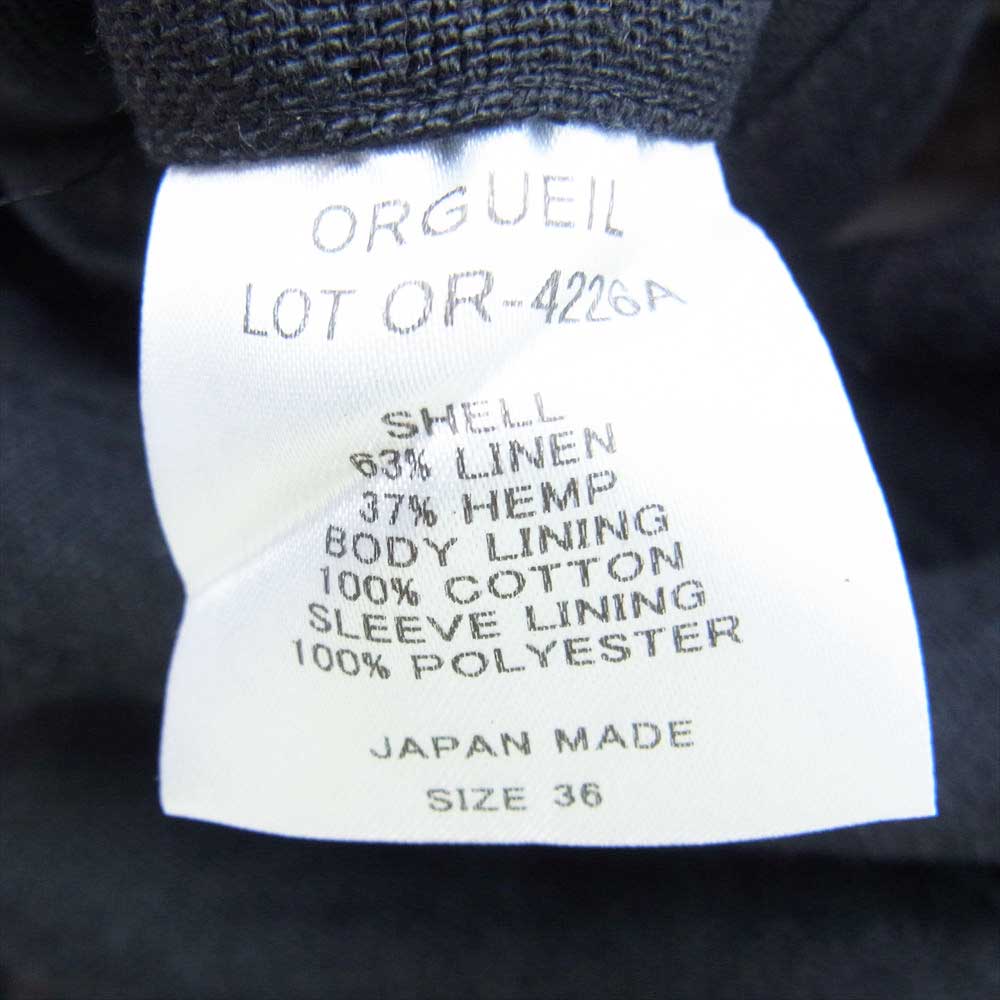 ORGUEIL
LOT OR-4226A
SHELL
63% LINEN
37% HEMP
BODY LINING
100% COTTON
SLEEVE LINING
100% POLYESTER
JAPAN MADE
SIZE 36